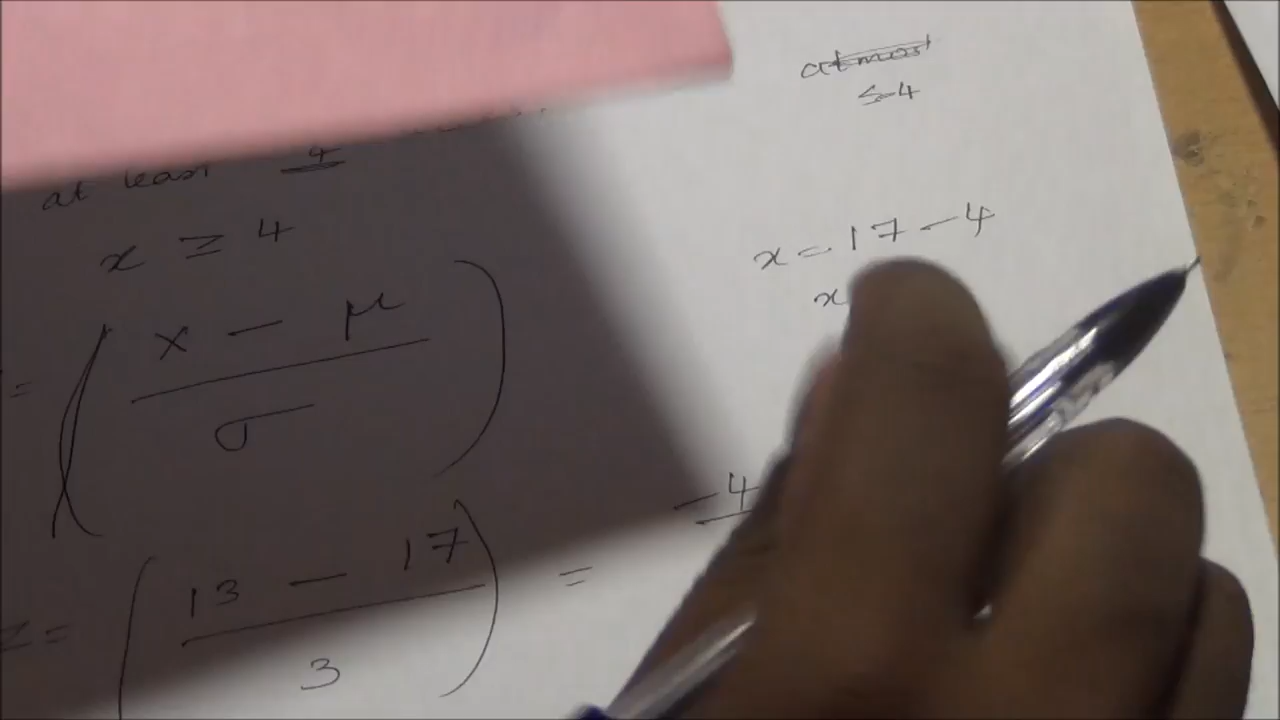 at most
≤ 4
at least 4
x ≥ 4
x = 17 - 4
x
= ( x - μ / σ )
- 4
z = ( 13 - 17 / 3 ) =